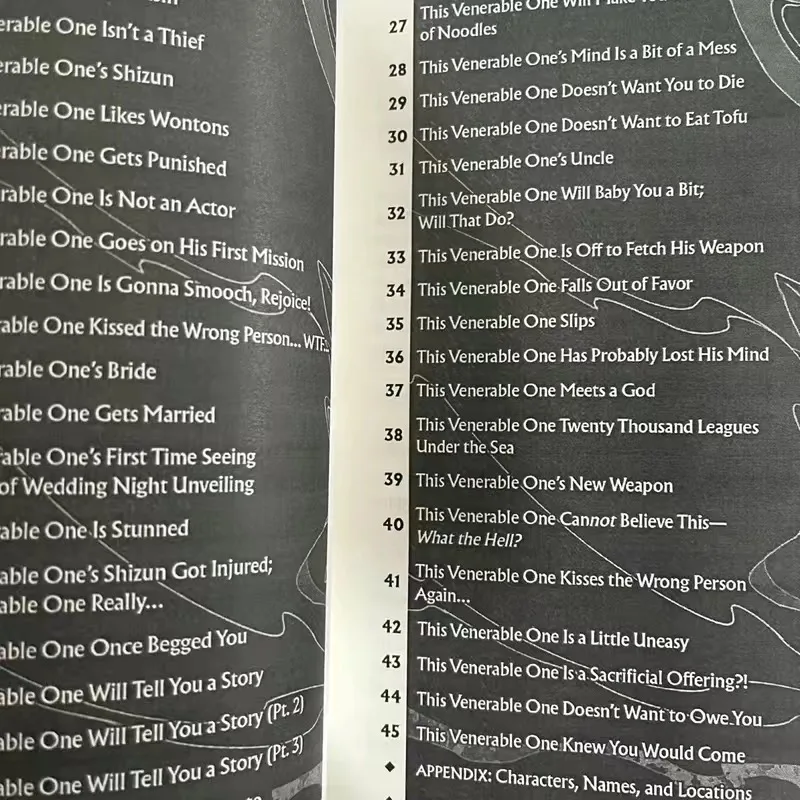 erable One Isn't a Thief
erable One's Shizun
erable One Likes Wontons
erable One Gets Punished
rable One Is Not an Actor
rable One Goes on His First Mission
rable One Is Gonna Smooch, Rejoice!
rable One Kissed the Wrong Person... WTF..
rable One's Bride
rable One Gets Married
rable One's First Time Seeing
of Wedding Night Unveiling
rable One Is Stunned
able One's Shizun Got Injured;
able One Really...
able One Once Begged You
able One Will Tell You a Story
able One Will Tell You a Story (Pt. 2)
able One Will Tell You a Story (Pt. 3)
27 This Venerable One Will
of Noodles
28 This Venerable One's Mind Is a Bit of a Mess
29 This Venerable One Doesn't Want You to Die
30 This Venerable One Doesn't Want to Eat Tofu
31 This Venerable One's Uncle
32 This Venerable One Will Baby You a Bit;
Will That Do?
33 This Venerable One Is Off to Fetch His Weapon
34 This Venerable One Falls Out of Favor
35 This Venerable One Slips
36 This Venerable One Has Probably Lost His Mind
37 This Venerable One Meets a God
38 This Venerable One Twenty Thousand Leagues
Under the Sea
39 This Venerable One's New Weapon
40 This Venerable One Cannot Believe This—
What the Hell?
41 This Venerable One Kisses the Wrong Person
Again...
42 This Venerable One Is a Little Uneasy
43 This Venerable One Is a Sacrificial Offering?!
44 This Venerable One Doesn't Want to Owe You
45 This Venerable One Knew You Would Come
◆ APPENDIX: Characters, Names, and Locations